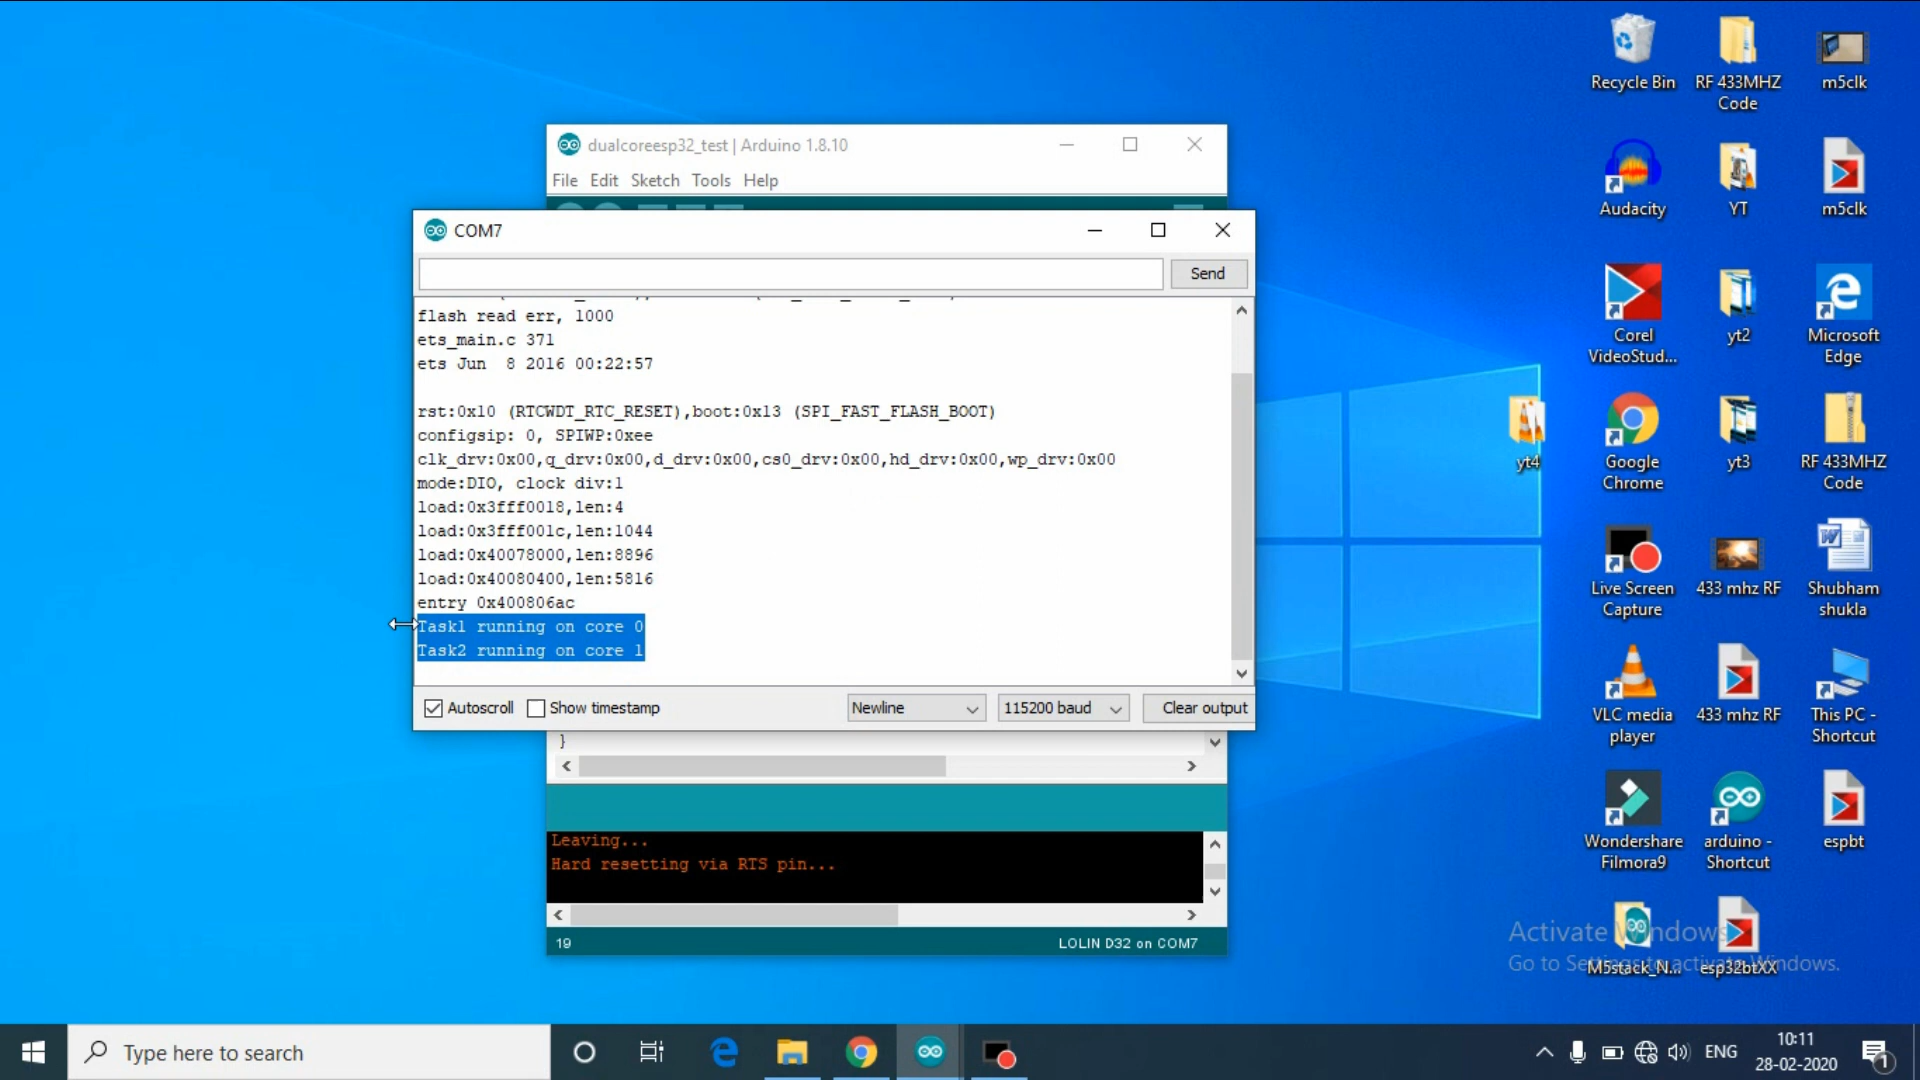 dualcoreesp32_test | Arduino 1.8.10
File Edit Sketch Tools Help
COM7
Send
flash read err, 1000
ets_main.c 371
ets Jun  8 2016 00:22:57
rst:0x10 (RTCWDT_RTC_RESET),boot:0x13 (SPI_FAST_FLASH_BOOT)
configsip: 0, SPIWP:0xee
clk_drv:0x00,q_drv:0x00,d_drv:0x00,cs0_drv:0x00,hd_drv:0x00,wp_drv:0x00
mode:DIO, clock div:1
load:0x3fff0018,len:4
load:0x3fff001c,len:1044
load:0x40078000,len:8896
load:0x40080400,len:5816
entry 0x400806ac
Task1 running on core 0
Task2 running on core 1
Autoscroll Show timestamp Newline 115200 baud Clear output
}
Leaving...
Hard resetting via RTS pin...
19 LOLIN D32 on COM7
Recycle Bin
RF 433MHZ
Code
m5clk
Audacity
YT
m5clk
Corel
VideoStud...
yt2
Microsoft
Edge
yt4
Google
Chrome
yt3
RF 433MHZ
Code
Live Screen
Capture
433 mhz RF
Shubham
shukla
VLC media
player
433 mhz RF
This PC -
Shortcut
Wondershare
Filmora9
arduino -
Shortcut
espbt
M5stack_N...
esp32btXX
Activate Windows
Go to Settings to activate Windows.
Type here to search
ENG
10:11
28-02-2020
1